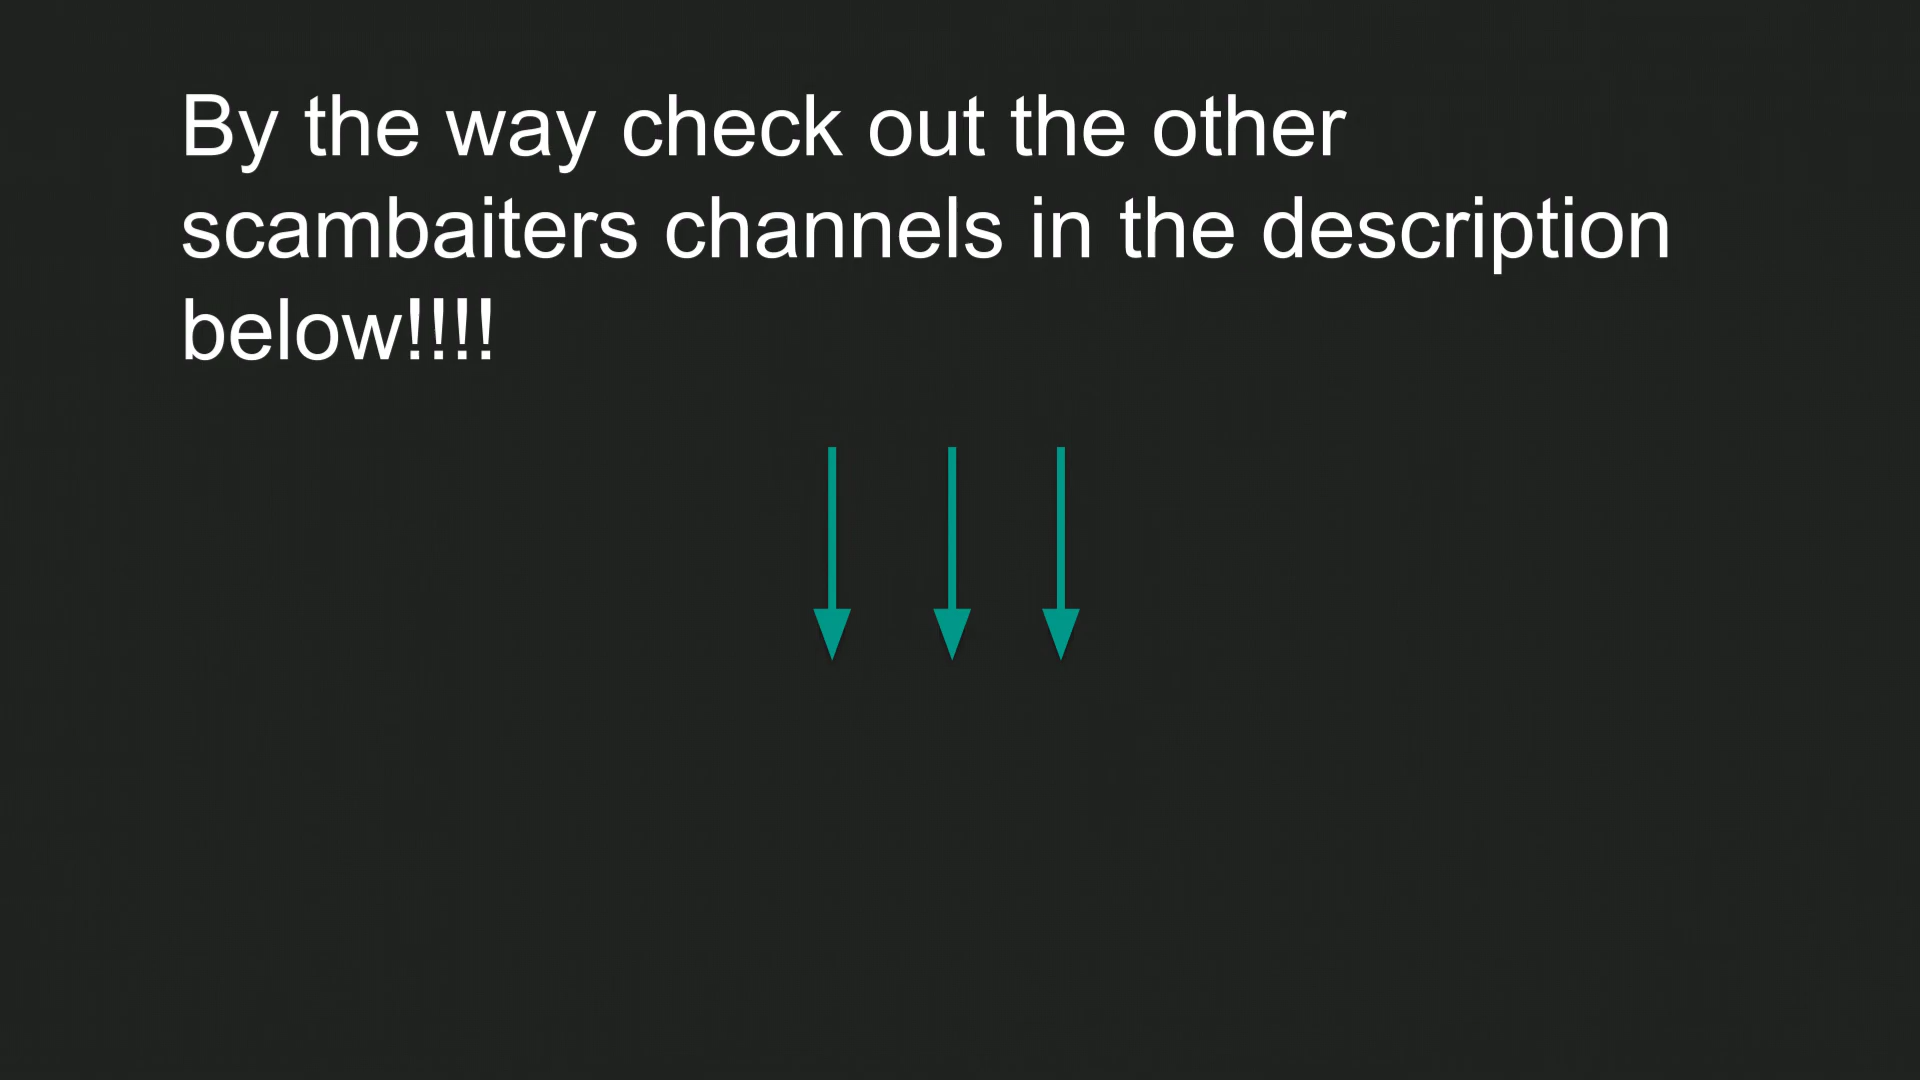 By the way check out the other
scambaiters channels in the description
below!!!!